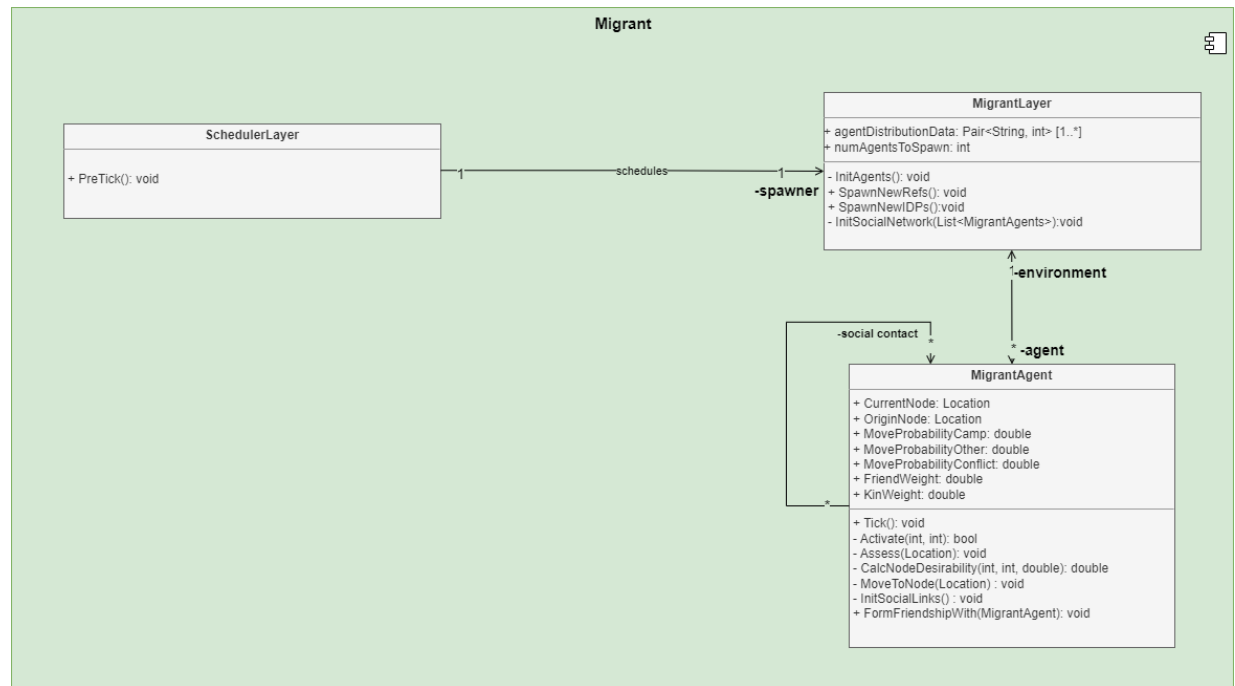 Migrant
SchedulerLayer
+ PreTick(): void
1
schedules
1
-spawner
MigrantLayer
+ agentDistributionData: Pair<String, int> [1..*]
+ numAgentsToSpawn: int
- InitAgents(): void
+ SpawnNewRefs(): void
+ SpawnNewIDPs():void
- InitSocialNetwork(List<MigrantAgents>):void
1
-environment
-social contact
*
* -agent
*
MigrantAgent
+ CurrentNode: Location
+ OriginNode: Location
+ MoveProbabilityCamp: double
+ MoveProbabilityOther: double
+ MoveProbabilityConflict: double
+ FriendWeight: double
+ KinWeight: double
+ Tick(): void
- Activate(int, int): bool
- Assess(Location): void
- CalcNodeDesirability(int, int, double): double
- MoveToNode(Location) : void
- InitSocialLinks() : void
+ FormFriendshipWith(MigrantAgent): void